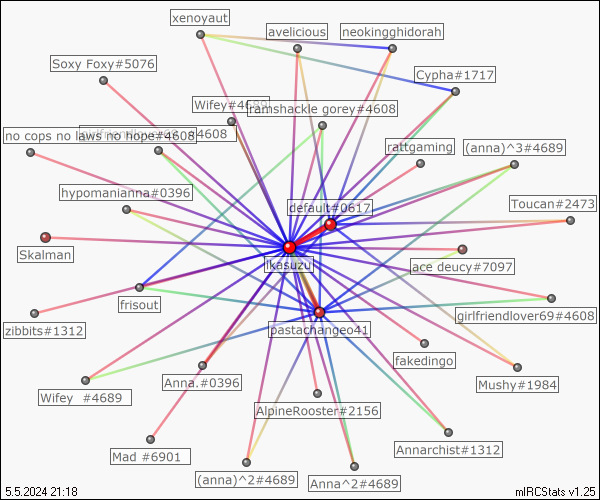 xenoyaut
avelicious
neokingghidorah
Soxy Foxy#5076
Cypha#1717
Wifey#4689
ramshackle gorey#4608
no cops no laws no hope#4608
4608
rattgaming
(anna)^3#4689
hypomanianna#0396
default#0617
Toucan#2473
Skalman
ikasuzu
ace deucy#7097
frisout
girlfriendlover69#4608
zibbits#1312
pastachangeo41
fakedingo
Anna.#0396
Mushy#1984
Wifey #4689
AlpineRooster#2156
Mad #6901
Annarchist#1312
(anna)^2#4689
Anna^2#4689
5.5.2024 21:18
mIRCStats v1.25